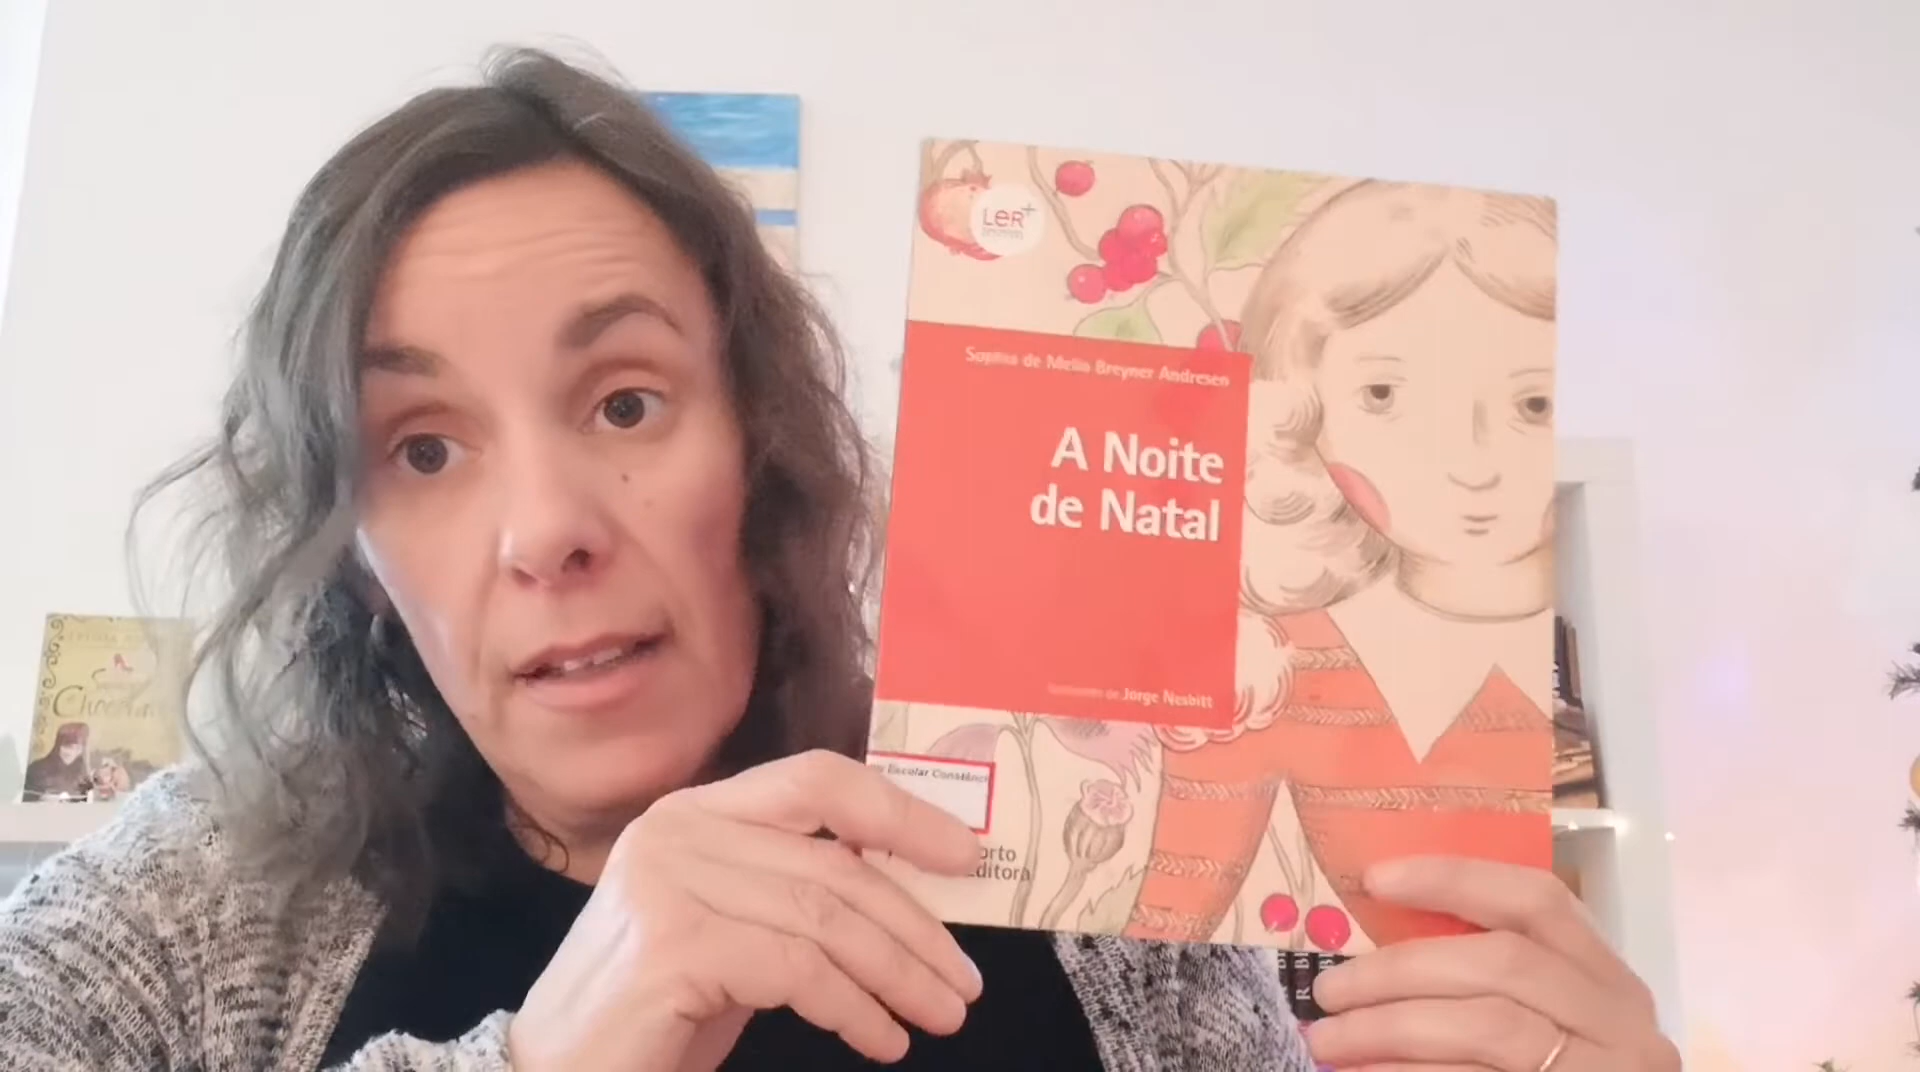 LeR+
Sophia de Mello Breyner Andresen
A Noite
de Natal
Jorge Nesbitt
Escolar
orto
Editora